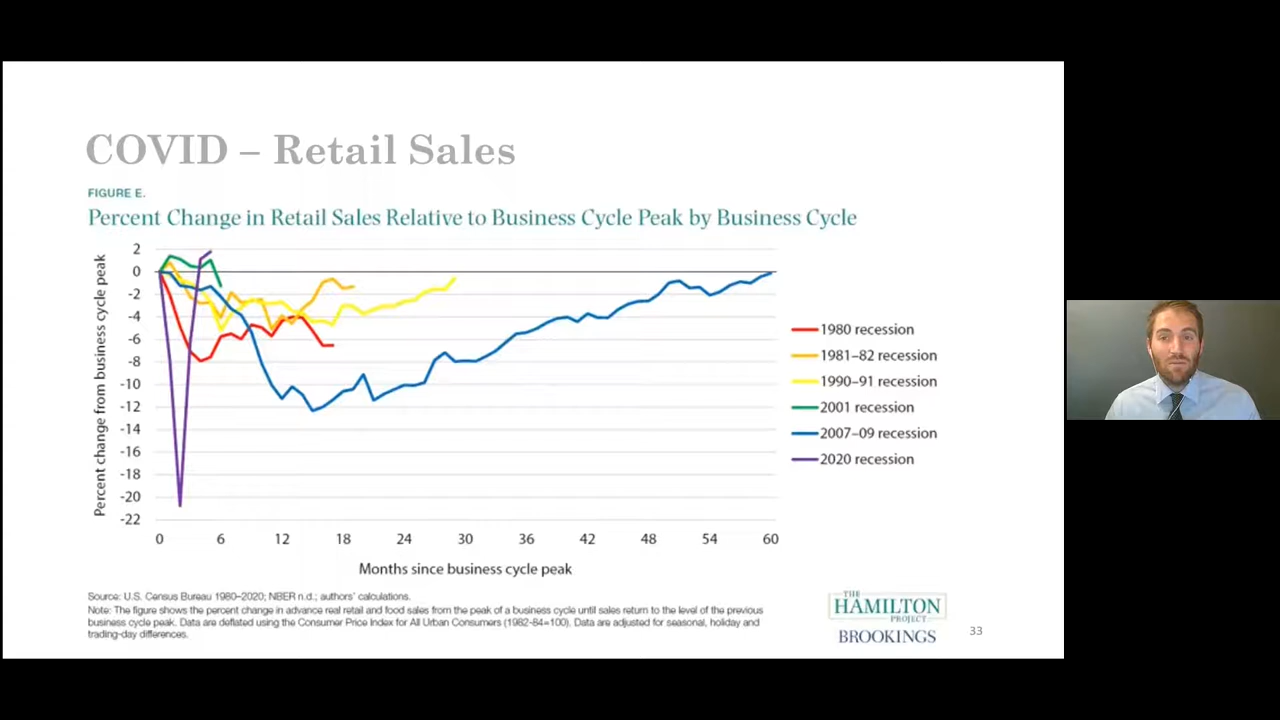 COVID – Retail Sales
FIGURE E.
Percent Change in Retail Sales Relative to Business Cycle Peak by Business Cycle
Percent change from business cycle peak
2
0
-2
-4
-6
-8
-10
-12
-14
-16
-18
-20
-22
0 6 12 18 24 30 36 42 48 54 60
Months since business cycle peak
1980 recession
1981–82 recession
1990–91 recession
2001 recession
2007–09 recession
2020 recession
Source: U.S. Census Bureau 1980–2020; NBER n.d.; authors' calculations.
Note: The figure shows the percent change in advance real retail and food sales from the peak of a business cycle until sales return to the level of the previous
business cycle peak. Data are deflated using the Consumer Price Index for All Urban Consumers (1982-84=100). Data are adjusted for seasonal, holiday and
trading-day differences.
THE
HAMILTON
PROJECT
BROOKINGS
33